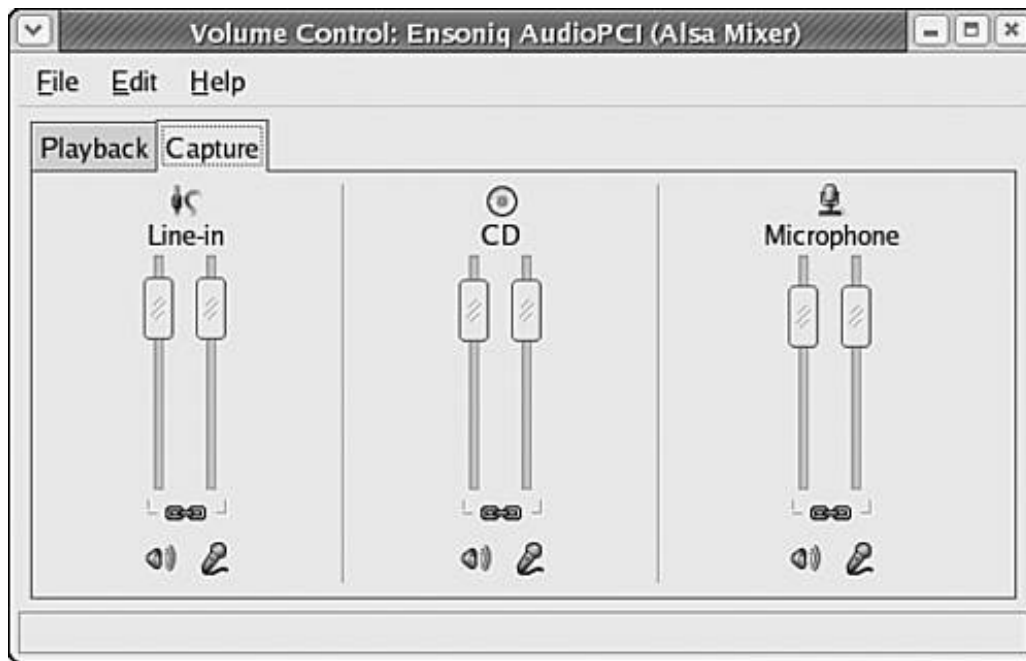 Volume Control: Ensoniq AudioPCI (Alsa Mixer)
File Edit Help
Playback Capture
Line-in CD Microphone